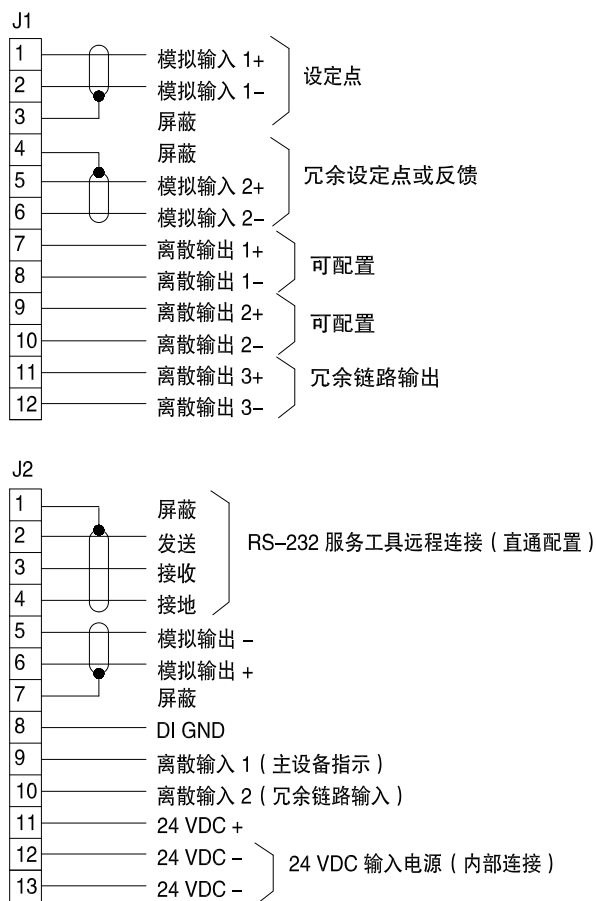 J1
1 模拟输入 1+
2 模拟输入 1–
设定点
3 屏蔽
4 屏蔽
5 模拟输入 2+
冗余设定点或反馈
6 模拟输入 2–
7 离散输出 1+
可配置
8 离散输出 1–
9 离散输出 2+
可配置
10 离散输出 2–
11 离散输出 3+
冗余链路输出
12 离散输出 3–
J2
1 屏蔽
2 发送
RS–232 服务工具远程连接 ( 直通配置 )
3 接收
4 接地
5 模拟输出 –
6 模拟输出 +
7 屏蔽
8 DI GND
9 离散输入 1 ( 主设备指示 )
10 离散输入 2 ( 冗余链路输入 )
11 24 VDC +
12 24 VDC –
24 VDC 输入电源 ( 内部连接 )
13 24 VDC –